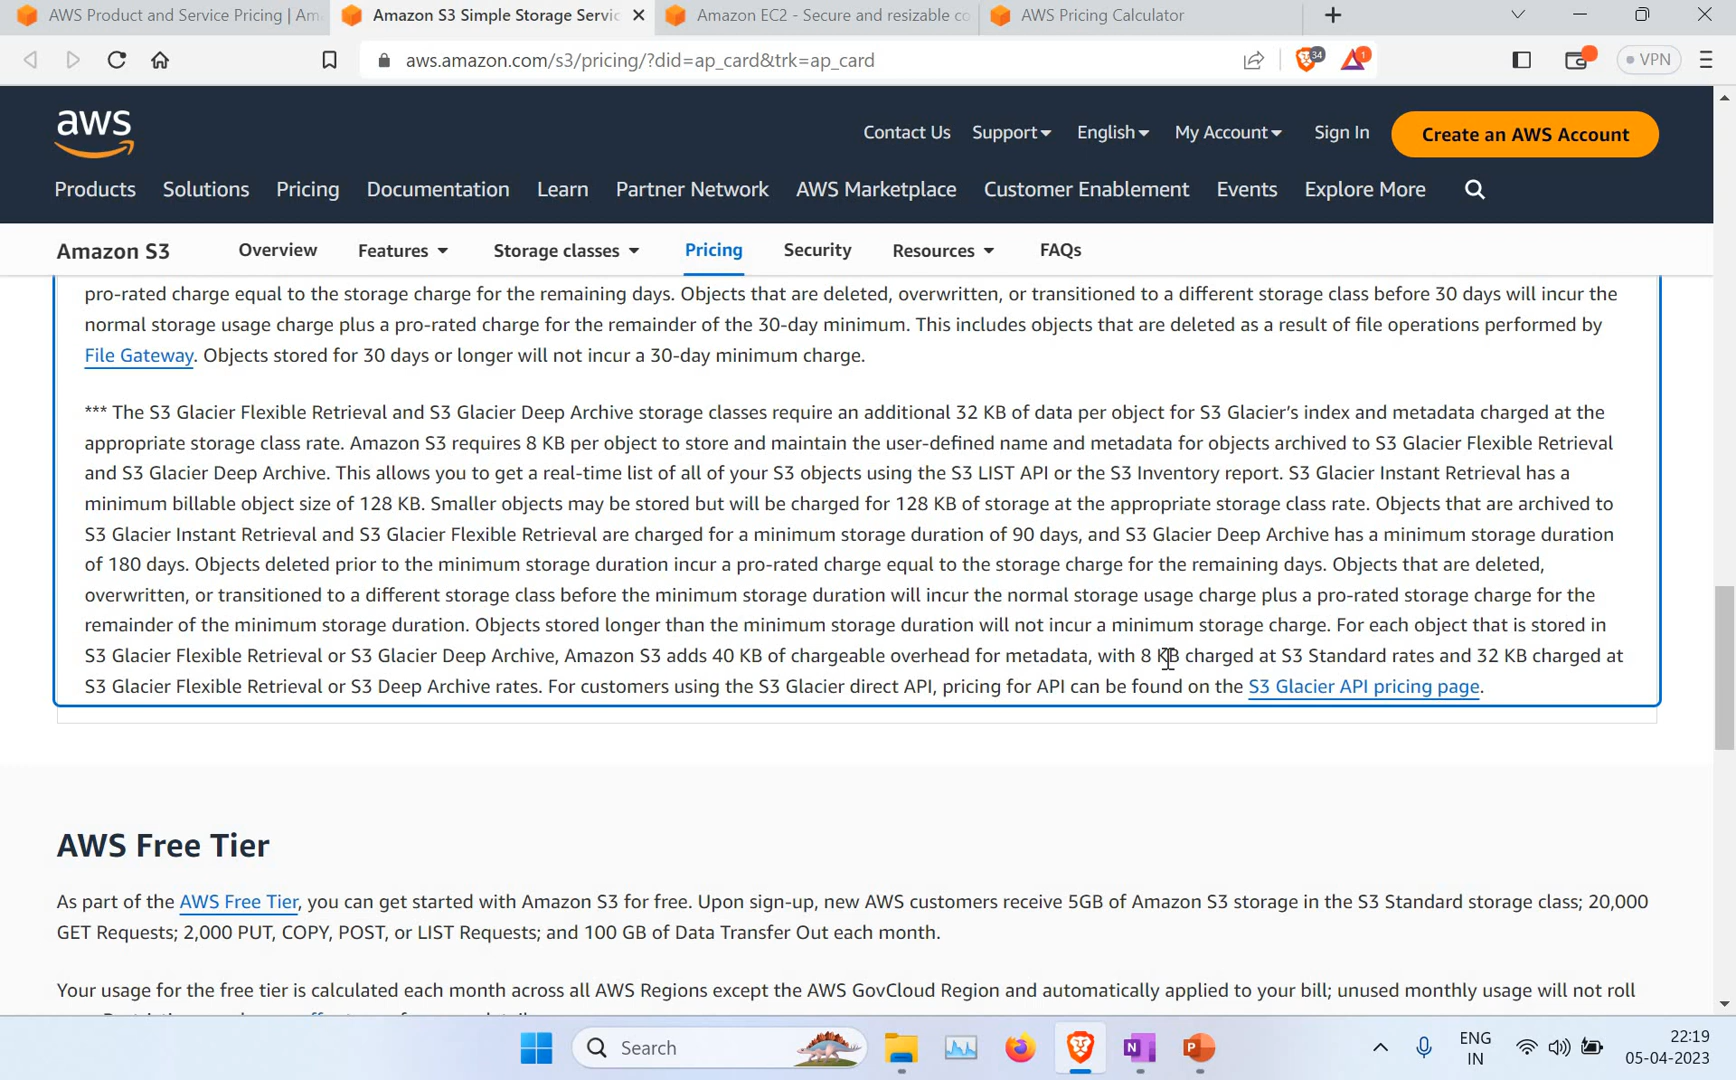 AWS Product and Service Pricing | Am
Amazon S3 Simple Storage Servic
Amazon EC2 - Secure and resizable co
AWS Pricing Calculator
aws.amazon.com/s3/pricing/?did=ap_card&trk=ap_card
34
1
VPN
aws
Contact Us Support English My Account Sign In Create an AWS Account
Products Solutions Pricing Documentation Learn Partner Network AWS Marketplace Customer Enablement Events Explore More
Amazon S3 Overview Features Storage classes Pricing Security Resources FAQs
pro-rated charge equal to the storage charge for the remaining days. Objects that are deleted, overwritten, or transitioned to a different storage class before 30 days will incur the
normal storage usage charge plus a pro-rated charge for the remainder of the 30-day minimum. This includes objects that are deleted as a result of file operations performed by
File Gateway. Objects stored for 30 days or longer will not incur a 30-day minimum charge.
*** The S3 Glacier Flexible Retrieval and S3 Glacier Deep Archive storage classes require an additional 32 KB of data per object for S3 Glacier’s index and metadata charged at the
appropriate storage class rate. Amazon S3 requires 8 KB per object to store and maintain the user-defined name and metadata for objects archived to S3 Glacier Flexible Retrieval
and S3 Glacier Deep Archive. This allows you to get a real-time list of all of your S3 objects using the S3 LIST API or the S3 Inventory report. S3 Glacier Instant Retrieval has a
minimum billable object size of 128 KB. Smaller objects may be stored but will be charged for 128 KB of storage at the appropriate storage class rate. Objects that are archived to
S3 Glacier Instant Retrieval and S3 Glacier Flexible Retrieval are charged for a minimum storage duration of 90 days, and S3 Glacier Deep Archive has a minimum storage duration
of 180 days. Objects deleted prior to the minimum storage duration incur a pro-rated charge equal to the storage charge for the remaining days. Objects that are deleted,
overwritten, or transitioned to a different storage class before the minimum storage duration will incur the normal storage usage charge plus a pro-rated storage charge for the
remainder of the minimum storage duration. Objects stored longer than the minimum storage duration will not incur a minimum storage charge. For each object that is stored in
S3 Glacier Flexible Retrieval or S3 Glacier Deep Archive, Amazon S3 adds 40 KB of chargeable overhead for metadata, with 8 KB charged at S3 Standard rates and 32 KB charged at
S3 Glacier Flexible Retrieval or S3 Deep Archive rates. For customers using the S3 Glacier direct API, pricing for API can be found on the S3 Glacier API pricing page.
AWS Free Tier
As part of the AWS Free Tier, you can get started with Amazon S3 for free. Upon sign-up, new AWS customers receive 5GB of Amazon S3 storage in the S3 Standard storage class; 20,000
GET Requests; 2,000 PUT, COPY, POST, or LIST Requests; and 100 GB of Data Transfer Out each month.
Your usage for the free tier is calculated each month across all AWS Regions except the AWS GovCloud Region and automatically applied to your bill; unused monthly usage will not roll
Search
ENG
IN
22:19
05-04-2023